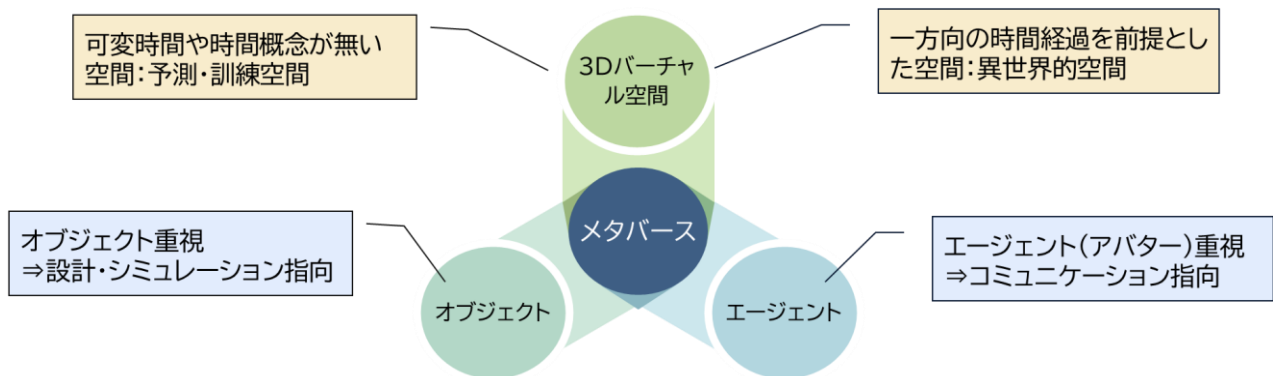 可変時間や時間概念が無い
空間：予測・訓練空間
3Dバーチャ
ル空間
一方向の時間経過を前提とし
た空間：異世界的空間
メタバース
オブジェクト重視
⇒設計・シミュレーション指向
オブジェクト
エージェント
エージェント（アバター）重視
⇒コミュニケーション指向